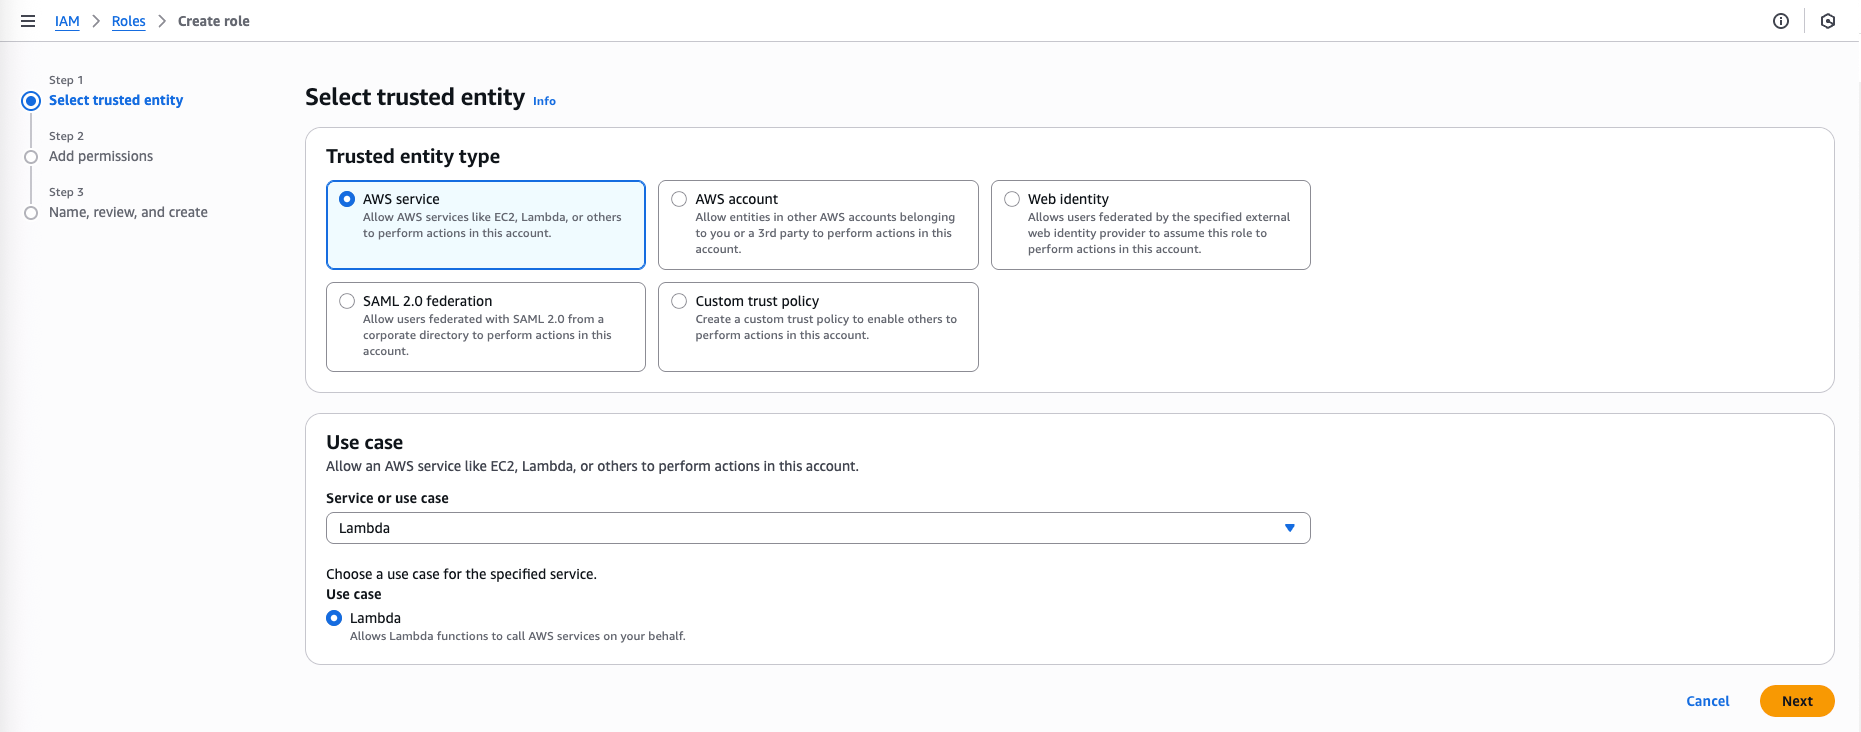 IAM > Roles > Create role
Step 1
Select trusted entity
Step 2
Add permissions
Step 3
Name, review, and create
Select trusted entity Info
Trusted entity type
AWS service
Allow AWS services like EC2, Lambda, or others
to perform actions in this account.
AWS account
Allow entities in other AWS accounts belonging
to you or a 3rd party to perform actions in this
account.
Web identity
Allows users federated by the specified external
web identity provider to assume this role to
perform actions in this account.
SAML 2.0 federation
Allow users federated with SAML 2.0 from a
corporate directory to perform actions in this
account.
Custom trust policy
Create a custom trust policy to enable others to
perform actions in this account.
Use case
Allow an AWS service like EC2, Lambda, or others to perform actions in this account.
Service or use case
Lambda
Choose a use case for the specified service.
Use case
Lambda
Allows Lambda functions to call AWS services on your behalf.
Cancel
Next